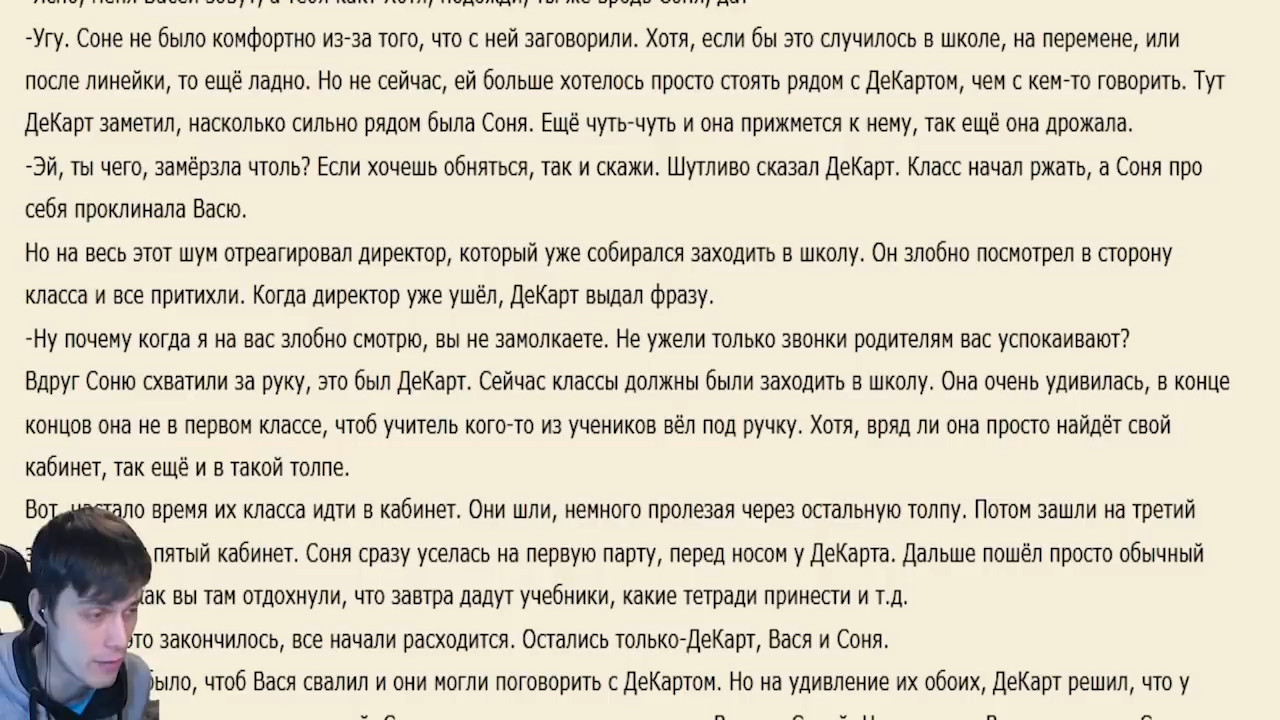 -Угу. Соне не было комфортно из-за того, что с ней заговорили. Хотя, если бы это случилось в школе, на перемене, или
после линейки, то ещё ладно. Но не сейчас, ей больше хотелось просто стоять рядом с ДеКартом, чем с кем-то говорить. Тут
ДеКарт заметил, насколько сильно рядом была Соня. Ещё чуть-чуть и она прижмется к нему, так ещё она дрожала.
-Эй, ты чего, замёрзла чтоль? Если хочешь обняться, так и скажи. Шутливо сказал ДеКарт. Класс начал ржать, а Соня про
себя проклинала Васю.
Но на весь этот шум отреагировал директор, который уже собирался заходить в школу. Он злобно посмотрел в сторону
класса и все притихли. Когда директор уже ушёл, ДеКарт выдал фразу.
-Ну почему когда я на вас злобно смотрю, вы не замолкаете. Не ужели только звонки родителям вас успокаивают?
Вдруг Соню схватили за руку, это был ДеКарт. Сейчас классы должны были заходить в школу. Она очень удивилась, в конце
концов она не в первом классе, чтоб учитель кого-то из учеников вёл под ручку. Хотя, вряд ли она просто найдёт свой
кабинет, так ещё и в такой толпе.
Вот, настало время их класса идти в кабинет. Они шли, немного пролезая через остальную толпу. Потом зашли на третий
пятый кабинет. Соня сразу уселась на первую парту, перед носом у ДеКарта. Дальше пошёл просто обычный
как вы там отдохнули, что завтра дадут учебники, какие тетради принести и т.д.
это закончилось, все начали расходится. Остались только-ДеКарт, Вася и Соня.
было, чтоб Вася свалил и они могли поговорить с ДеКартом. Но на удивление их обоих, ДеКарт решил, что у